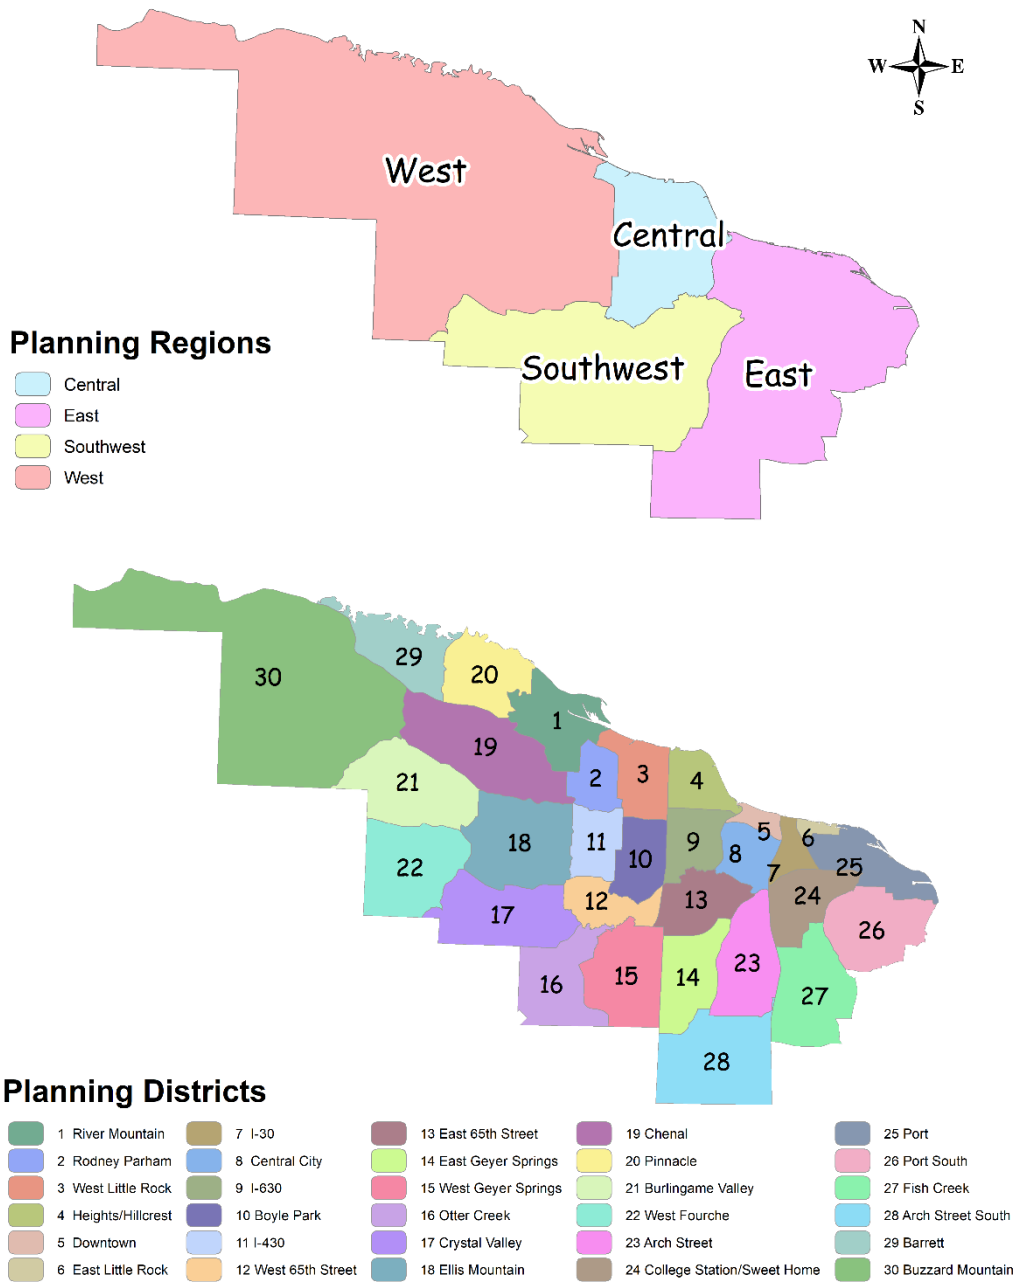 N
W E
S
West
Central
Southwest
East
Planning Regions
Central
East
Southwest
West
30
29
20
1
19
21
2
3
4
18
11
10
9
8
5
6
7
25
22
17
12
13
24
26
16
15
14
23
27
28
Planning Districts
1 River Mountain
2 Rodney Parham
3 West Little Rock
4 Heights/Hillcrest
5 Downtown
6 East Little Rock
7 I-30
8 Central City
9 I-630
10 Boyle Park
11 I-430
12 West 65th Street
13 East 65th Street
14 East Geyer Springs
15 West Geyer Springs
16 Otter Creek
17 Crystal Valley
18 Ellis Mountain
19 Chenal
20 Pinnacle
21 Burlingame Valley
22 West Fourche
23 Arch Street
24 College Station/Sweet Home
25 Port
26 Port South
27 Fish Creek
28 Arch Street South
29 Barrett
30 Buzzard Mountain